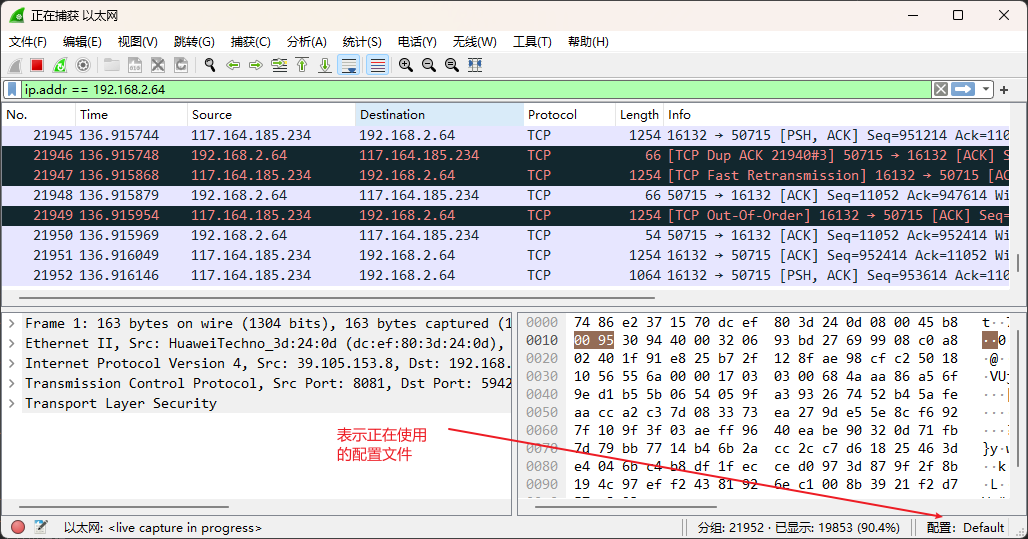 正在捕获 以太网
文件(F) 编辑(E) 视图(V) 跳转(G) 捕获(C) 分析(A) 统计(S) 电话(Y) 无线(W) 工具(T) 帮助(H)
ip.addr == 192.168.2.64
No. Time Source Destination Protocol Length Info
21945 136.915744 117.164.185.234 192.168.2.64 TCP 1254 16132 → 50715 [PSH, ACK] Seq=951214 Ack=110
21946 136.915748 192.168.2.64 117.164.185.234 TCP 66 [TCP Dup ACK 21940#3] 50715 → 16132 [ACK] S
21947 136.915868 117.164.185.234 192.168.2.64 TCP 1254 [TCP Fast Retransmission] 16132 → 50715 [AC
21948 136.915879 192.168.2.64 117.164.185.234 TCP 66 50715 → 16132 [ACK] Seq=11052 Ack=947614 Wi
21949 136.915954 117.164.185.234 192.168.2.64 TCP 1254 [TCP Out-Of-Order] 16132 → 50715 [ACK] Seq=
21950 136.915969 192.168.2.64 117.164.185.234 TCP 54 50715 → 16132 [ACK] Seq=11052 Ack=952414 Wi
21951 136.916049 117.164.185.234 192.168.2.64 TCP 1254 16132 → 50715 [ACK] Seq=952414 Ack=11052 Wi
21952 136.916146 117.164.185.234 192.168.2.64 TCP 1064 16132 → 50715 [PSH, ACK] Seq=953614 Ack=110
Frame 1: 163 bytes on wire (1304 bits), 163 bytes captured (1
Ethernet II, Src: HuaweiTechno_3d:24:0d (dc:ef:80:3d:24:0d),
Internet Protocol Version 4, Src: 39.105.153.8, Dst: 192.168.
Transmission Control Protocol, Src Port: 8081, Dst Port: 5942
Transport Layer Security
0000 74 86 e2 37 15 70 dc ef 80 3d 24 0d 08 00 45 b8 t··
0010 00 95 30 94 40 00 32 06 93 bd 27 69 99 08 c0 a8 ··0
0020 02 40 1f 91 e8 25 b7 2f 12 8f ae 98 cf c2 50 18 ·@·
0030 10 56 55 6a 00 00 17 03 03 00 68 4a aa 86 a5 6f ·VUj
0040 9e d1 b5 5b 06 54 05 9f a3 93 26 74 52 b4 5a fe
0050 aa cc a2 c3 7d 08 33 73 ea 27 9d e5 5e 8c f6 92
0060 7f 10 9f 3f 03 ae ff 96 40 ea be 90 32 0d 71 fb
0070 7d 79 bb 77 14 b4 6b 2a cc 2c c7 d6 18 25 46 3d }y·w
0080 e4 04 6b c4 b8 df 1f ec ce d0 97 3d 87 9f 2f 8b ··k
0090 19 4c 97 ef f2 43 81 92 6e c1 00 8b 39 21 f2 d7 ·L·
表示正在使用
的配置文件
以太网: <live capture in progress> 分组: 21952 · 已显示: 19853 (90.4%) 配置: Default